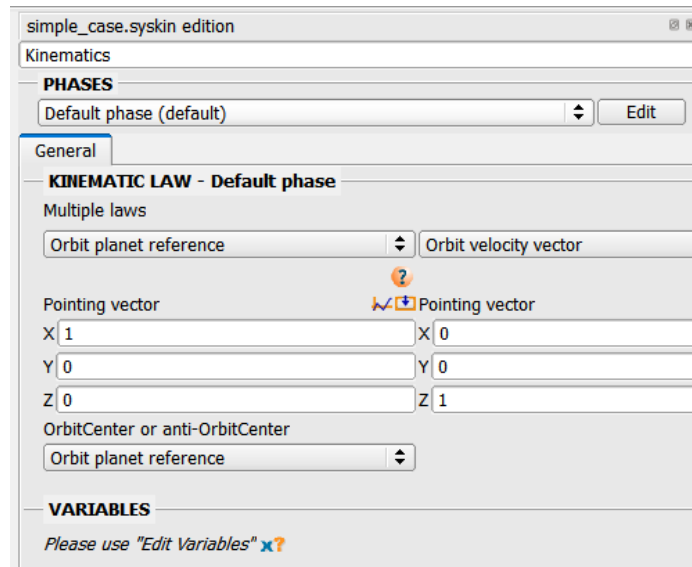 simple_case.syskin edition
Kinematics
PHASES
Default phase (default) Edit
General
KINEMATIC LAW - Default phase
Multiple laws
Orbit planet reference Orbit velocity vector
?
Pointing vector Pointing vector
X 1 X 0
Y 0 Y 0
Z 0 Z 1
OrbitCenter or anti-OrbitCenter
Orbit planet reference
VARIABLES
Please use "Edit Variables" x?